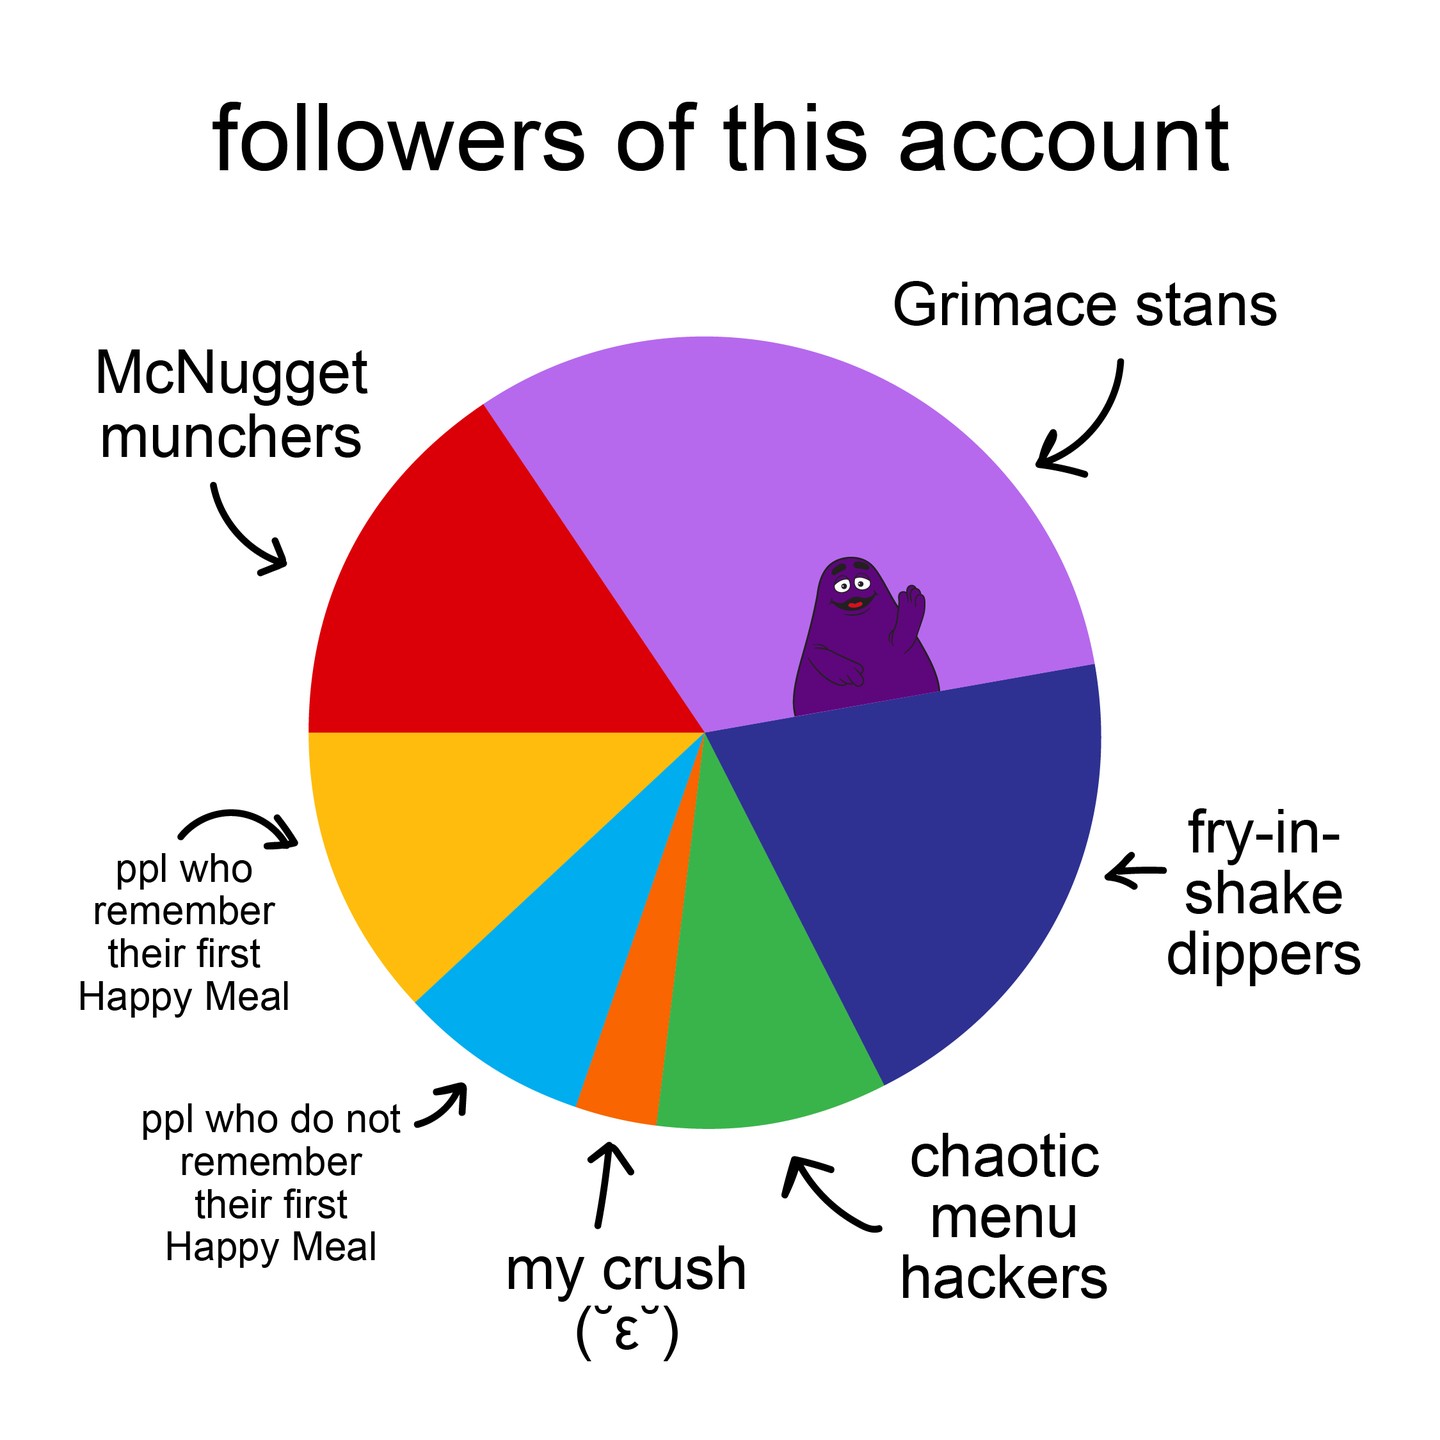 followers of this account
Grimace stans
McNugget
munchers
fry-in-
shake
dippers
ppl who
remember
their first
Happy Meal
ppl who do not
remember
their first
Happy Meal
my crush
(˘ε˘)
chaotic
menu
hackers